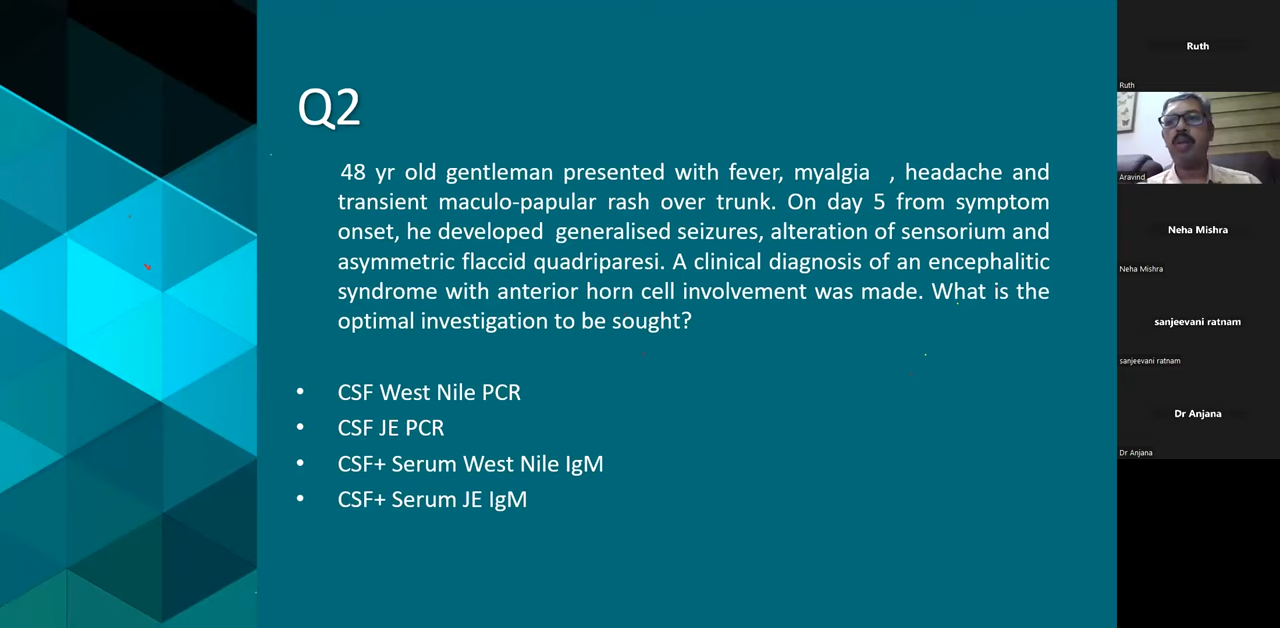 Q2
48 yr old gentleman presented with fever, myalgia , headache and
transient maculo-papular rash over trunk. On day 5 from symptom
onset, he developed generalised seizures, alteration of sensorium and
asymmetric flaccid quadriparesi. A clinical diagnosis of an encephalitic
syndrome with anterior horn cell involvement was made. What is the
optimal investigation to be sought?
• CSF West Nile PCR
• CSF JE PCR
• CSF+ Serum West Nile IgM
• CSF+ Serum JE IgM
Ruth
Ruth
Aravind
Neha Mishra
Neha Mishra
sanjeevani ratnam
sanjeevani ratnam
Dr Anjana
Dr Anjana